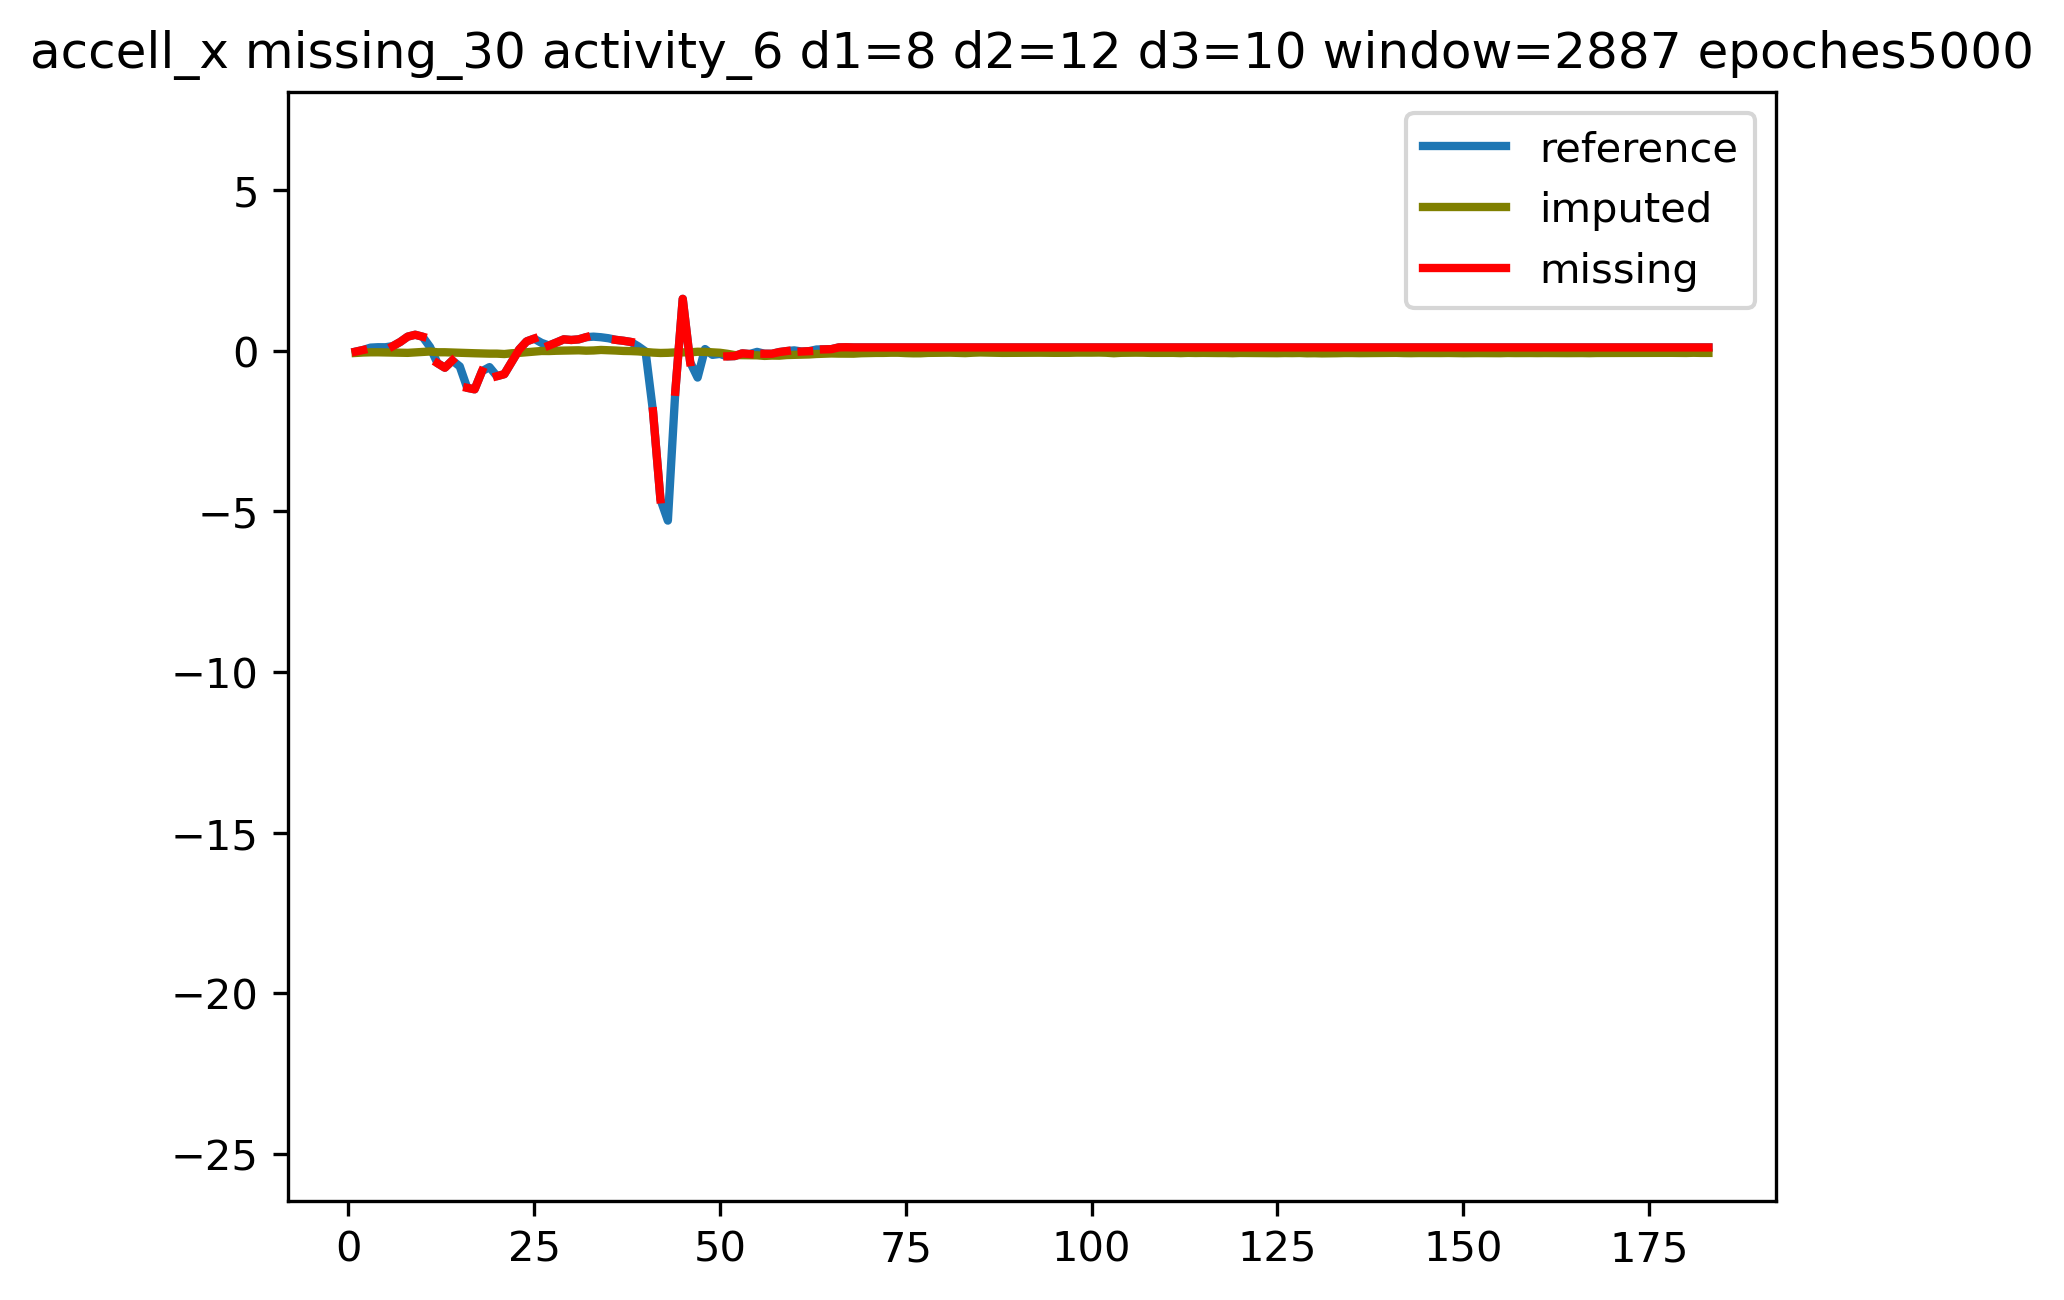 accell_x missing_30 activity_6 d1=8 d2=12 d3=10 window=2887 epoches5000
reference
imputed
missing
5
0
−5
−10
−15
−20
−25
0 25 50 75 100 125 150 175